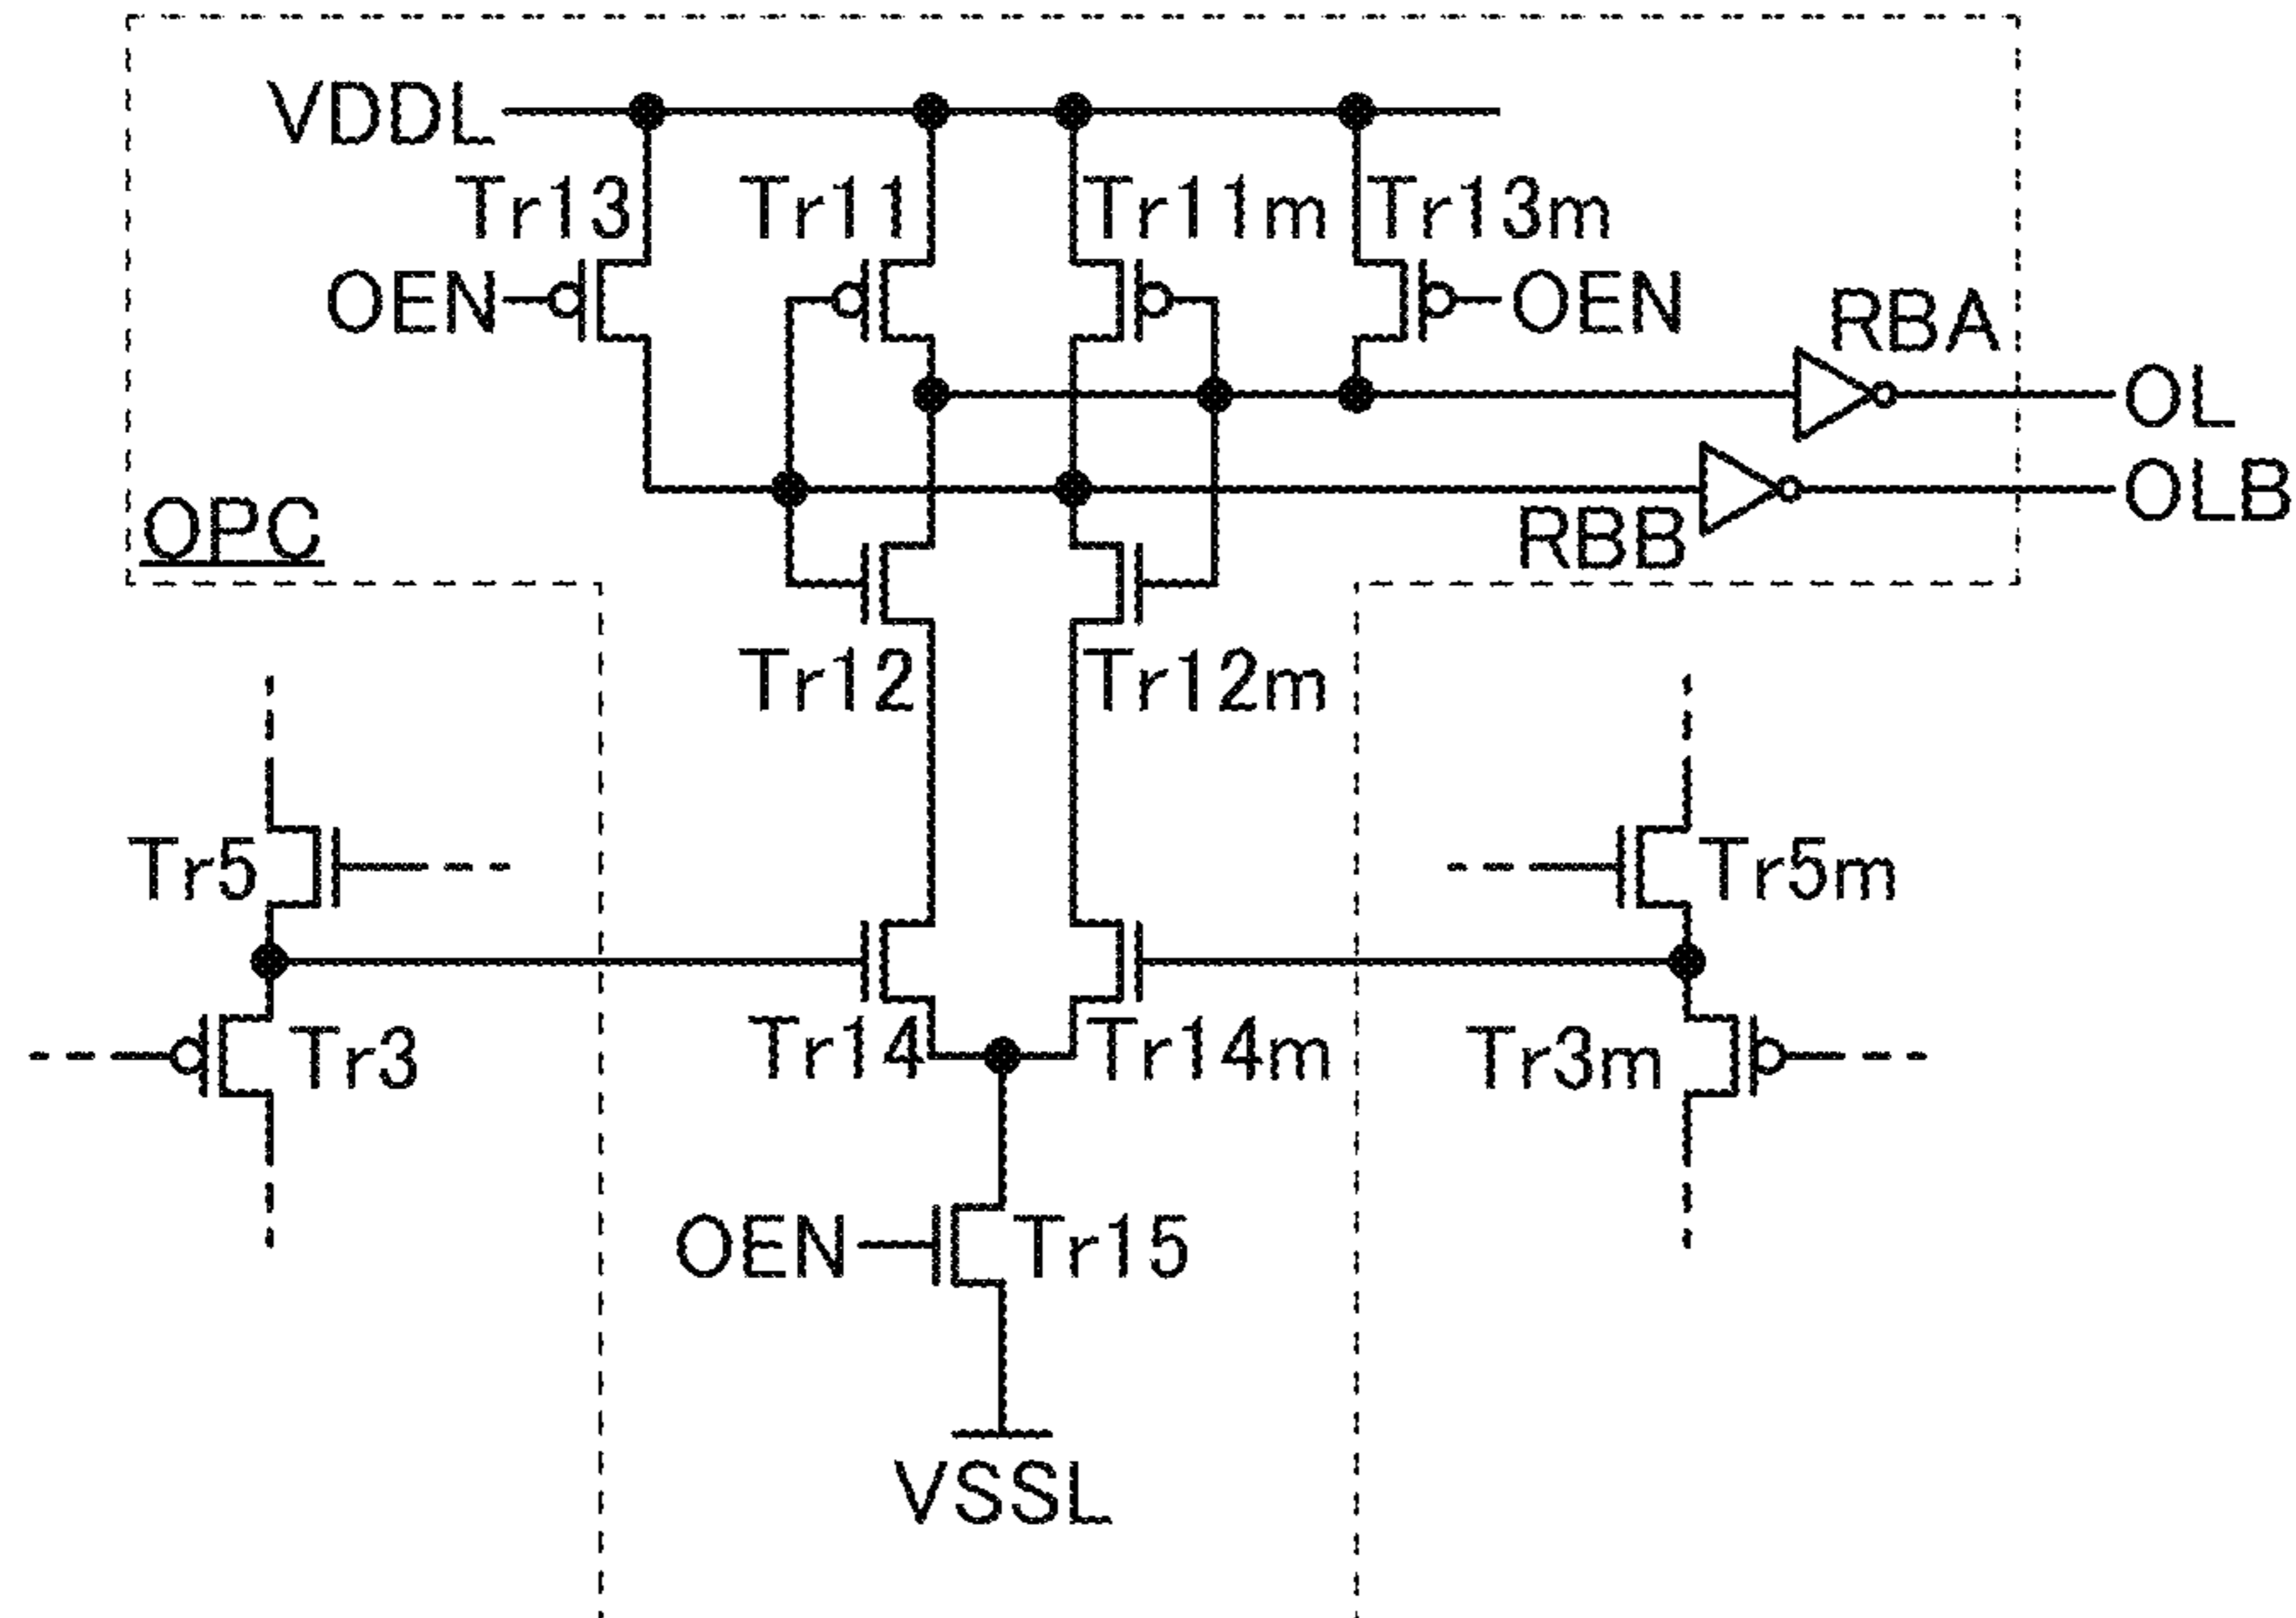 VDDL
Tr13
Tr11
Tr11m
Tr13m
OEN
OEN
RBA
OL
OLB
RBB
OPC
Tr12
Tr12m
Tr5
Tr5m
Tr14
Tr14m
Tr3
Tr3m
OEN
Tr15
VSSL